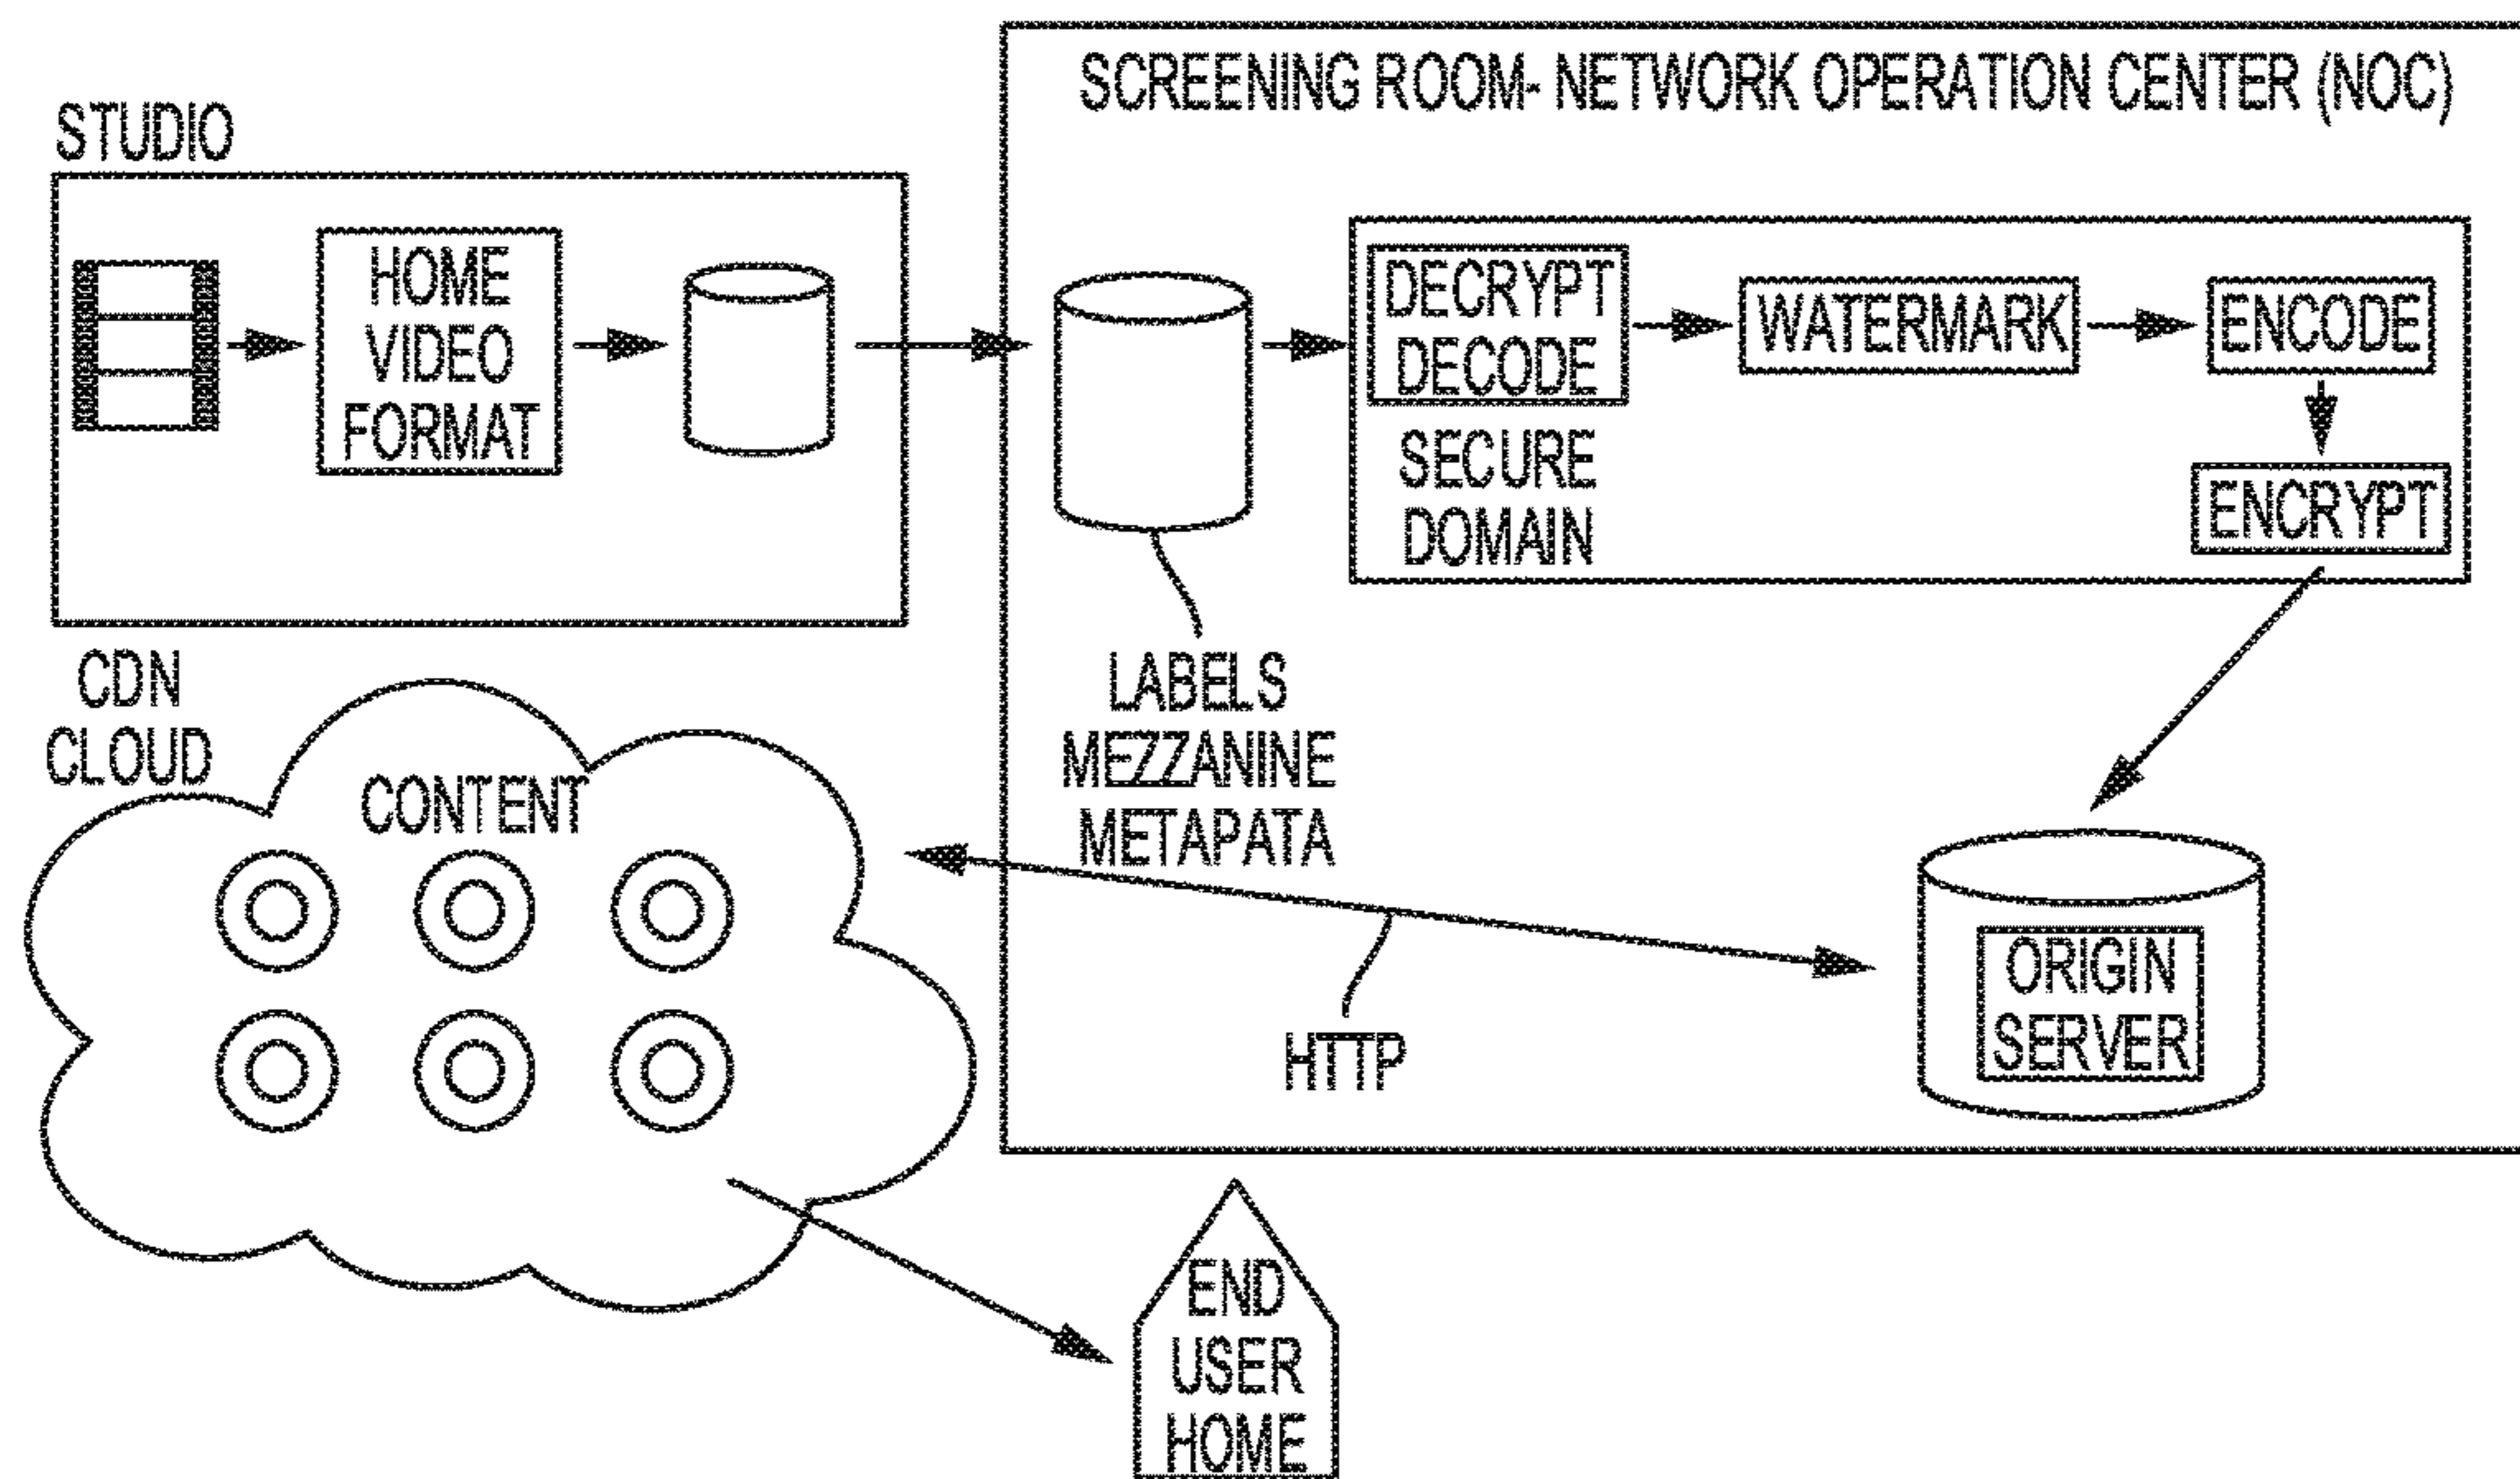 SCREENING ROOM- NETWORK OPERATION CENTER (NOC)
STUDIO
HOME
VIDEO
FORMAT
DECRYPT
DECODE
SECURE
DOMAIN
WATERMARK
ENCODE
ENCRYPT
LABELS
MEZZANINE
METAPATA
CDN
CLOUD
CONTENT
HTTP
ORIGIN
SERVER
END
USER
HOME